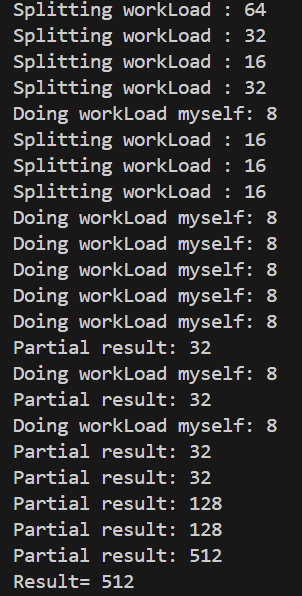 Splitting workLoad : 64
Splitting workLoad : 32
Splitting workLoad : 16
Splitting workLoad : 32
Doing workLoad myself: 8
Splitting workLoad : 16
Splitting workLoad : 16
Splitting workLoad : 16
Doing workLoad myself: 8
Doing workLoad myself: 8
Doing workLoad myself: 8
Doing workLoad myself: 8
Doing workLoad myself: 8
Partial result: 32
Doing workLoad myself: 8
Partial result: 32
Doing workLoad myself: 8
Partial result: 32
Partial result: 32
Partial result: 128
Partial result: 128
Partial result: 512
Result= 512